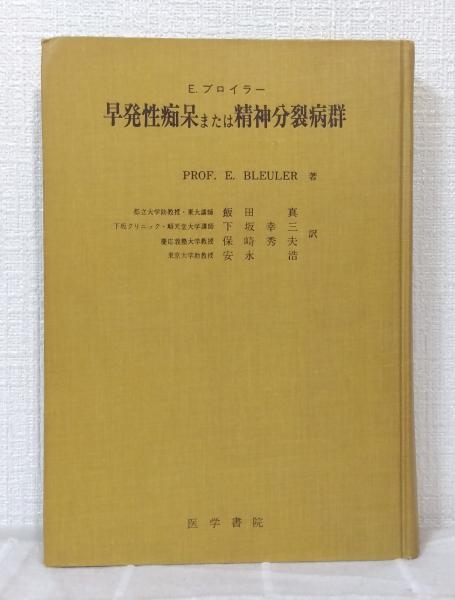 E. ブロイラー
早発性痴呆または精神分裂病群
PROF. E. BLEULER 著
都立大学助教授・東大講師 飯田 真
下坂クリニック・順天堂大学講師 下坂幸三
慶応義塾大学教授 保崎秀夫
東京大学助教授 安永 浩
訳
医学書院